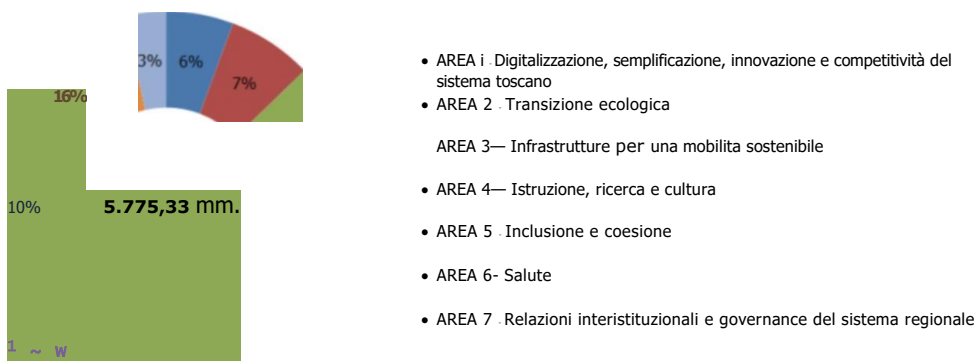 3%
6%
7%
16%
10%
5.775,33 mm.
1 ~ w
• AREA i - Digitalizzazione, semplificazione, innovazione e competitività del
sistema toscano
• AREA 2 - Transizione ecologica
AREA 3— Infrastrutture per una mobilita sostenibile
• AREA 4— Istruzione, ricerca e cultura
• AREA 5 - Inclusione e coesione
• AREA 6- Salute
• AREA 7 - Relazioni interistituzionali e governance del sistema regionale